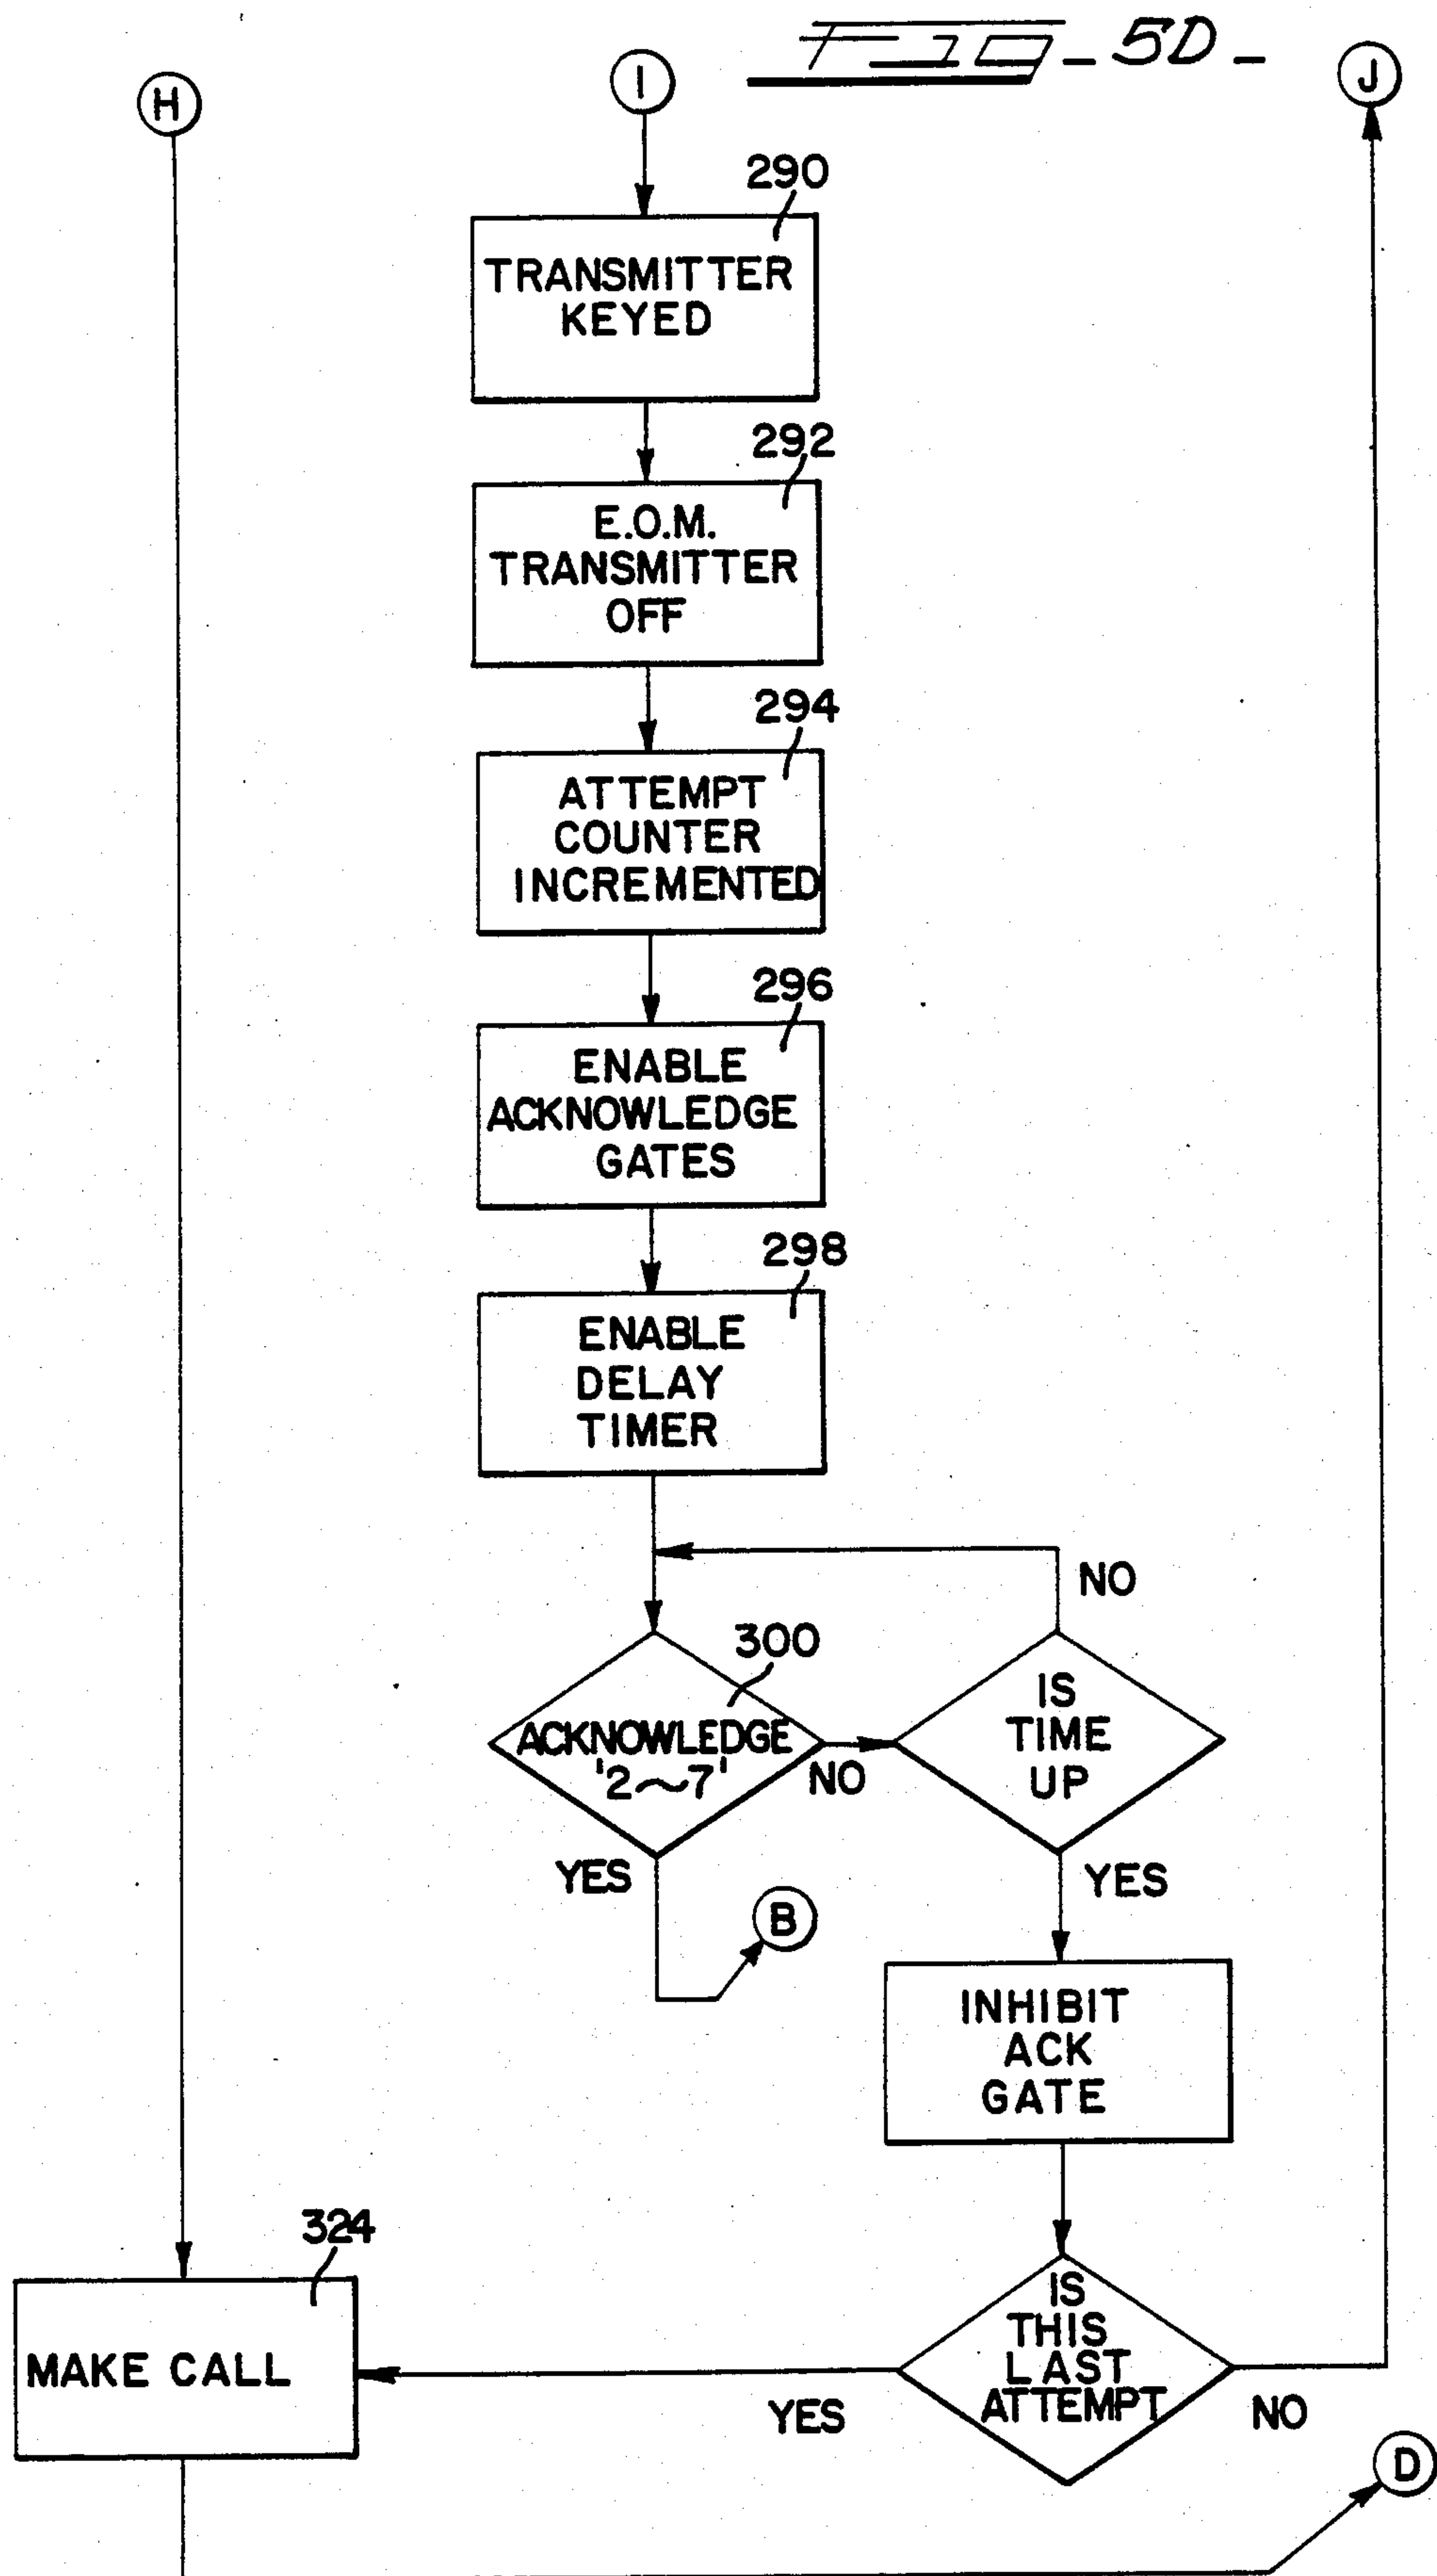 Fig_5D_
H
I
J
290
TRANSMITTER
KEYED
292
E.O.M.
TRANSMITTER
OFF
294
ATTEMPT
COUNTER
INCREMENTED
296
ENABLE
ACKNOWLEDGE
GATES
298
ENABLE
DELAY
TIMER
NO
300
ACKNOWLEDGE
'2~7'
NO
IS
TIME
UP
YES
YES
B
INHIBIT
ACK
GATE
324
MAKE CALL
IS
THIS
LAST
ATTEMPT
YES
NO
D